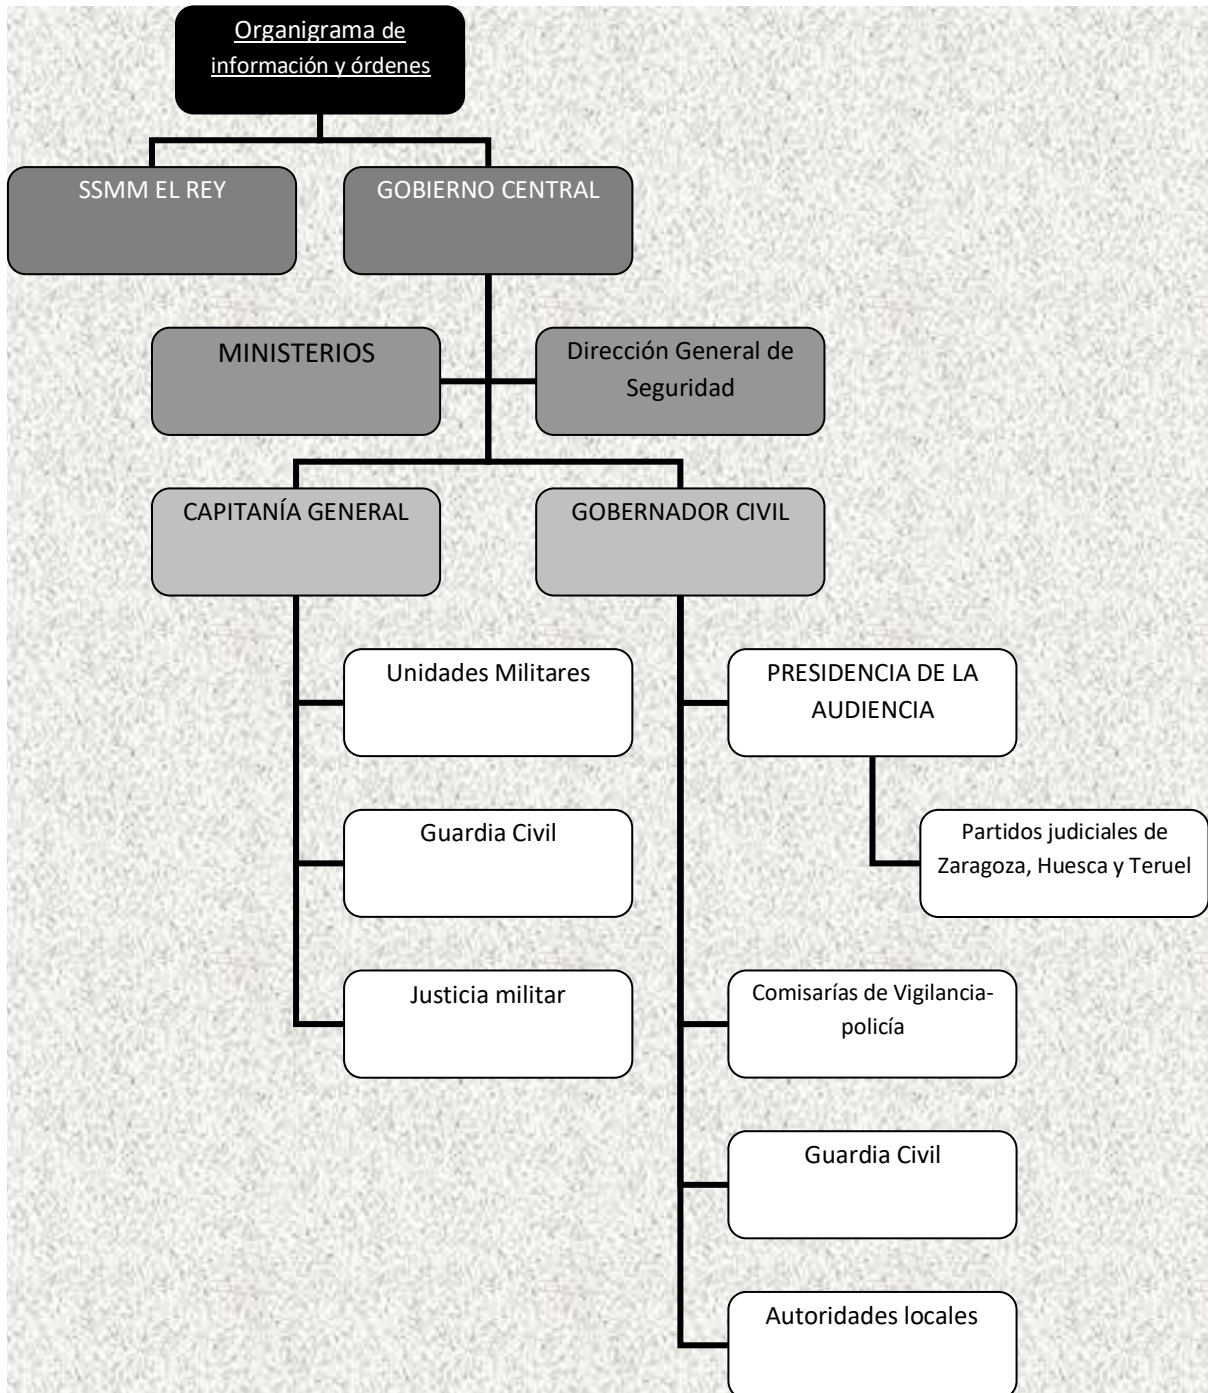 Organigrama de
información y órdenes
SSMM EL REY
GOBIERNO CENTRAL
MINISTERIOS
Dirección General de
Seguridad
CAPITANÍA GENERAL
GOBERNADOR CIVIL
Unidades Militares
Guardia Civil
Justicia militar
PRESIDENCIA DE LA
AUDIENCIA
Partidos judiciales de
Zaragoza, Huesca y Teruel
Comisarías de Vigilancia-
policía
Guardia Civil
Autoridades locales